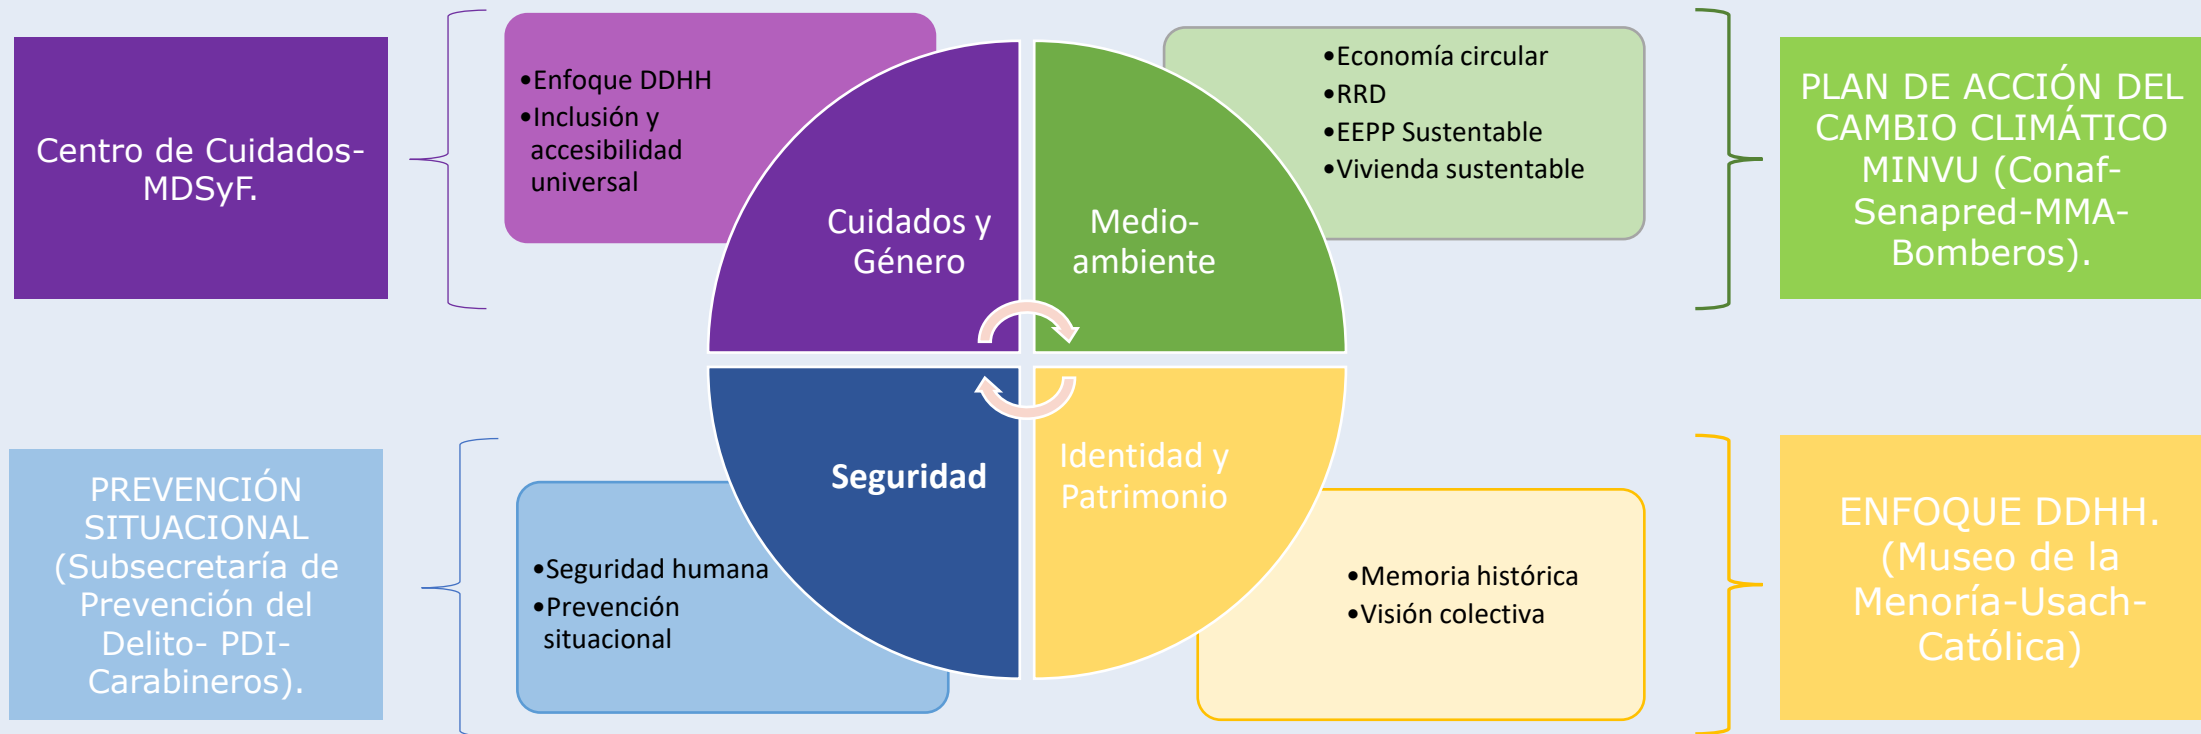 Centro de Cuidados-
MDSyF.
•Enfoque DDHH
•Inclusión y
accesibilidad
universal
Cuidados y
Género
Medio-
ambiente
•Economía circular
•RRD
•EEPP Sustentable
•Vivienda sustentable
PLAN DE ACCIÓN DEL
CAMBIO CLIMÁTICO
MINVU (Conaf-
Senapred-MMA-
Bomberos).
PREVENCIÓN
SITUACIONAL
(Subsecretaría de
Prevención del
Delito- PDI-
Carabineros).
•Seguridad humana
•Prevención
situacional
Seguridad
Identidad y
Patrimonio
•Memoria histórica
•Visión colectiva
ENFOQUE DDHH.
(Museo de la
Menoría-Usach-
Católica)